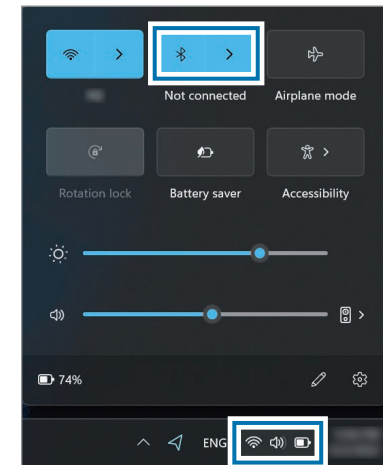 Not connected Airplane mode
Rotation lock Battery saver Accessibility
74%
ENG